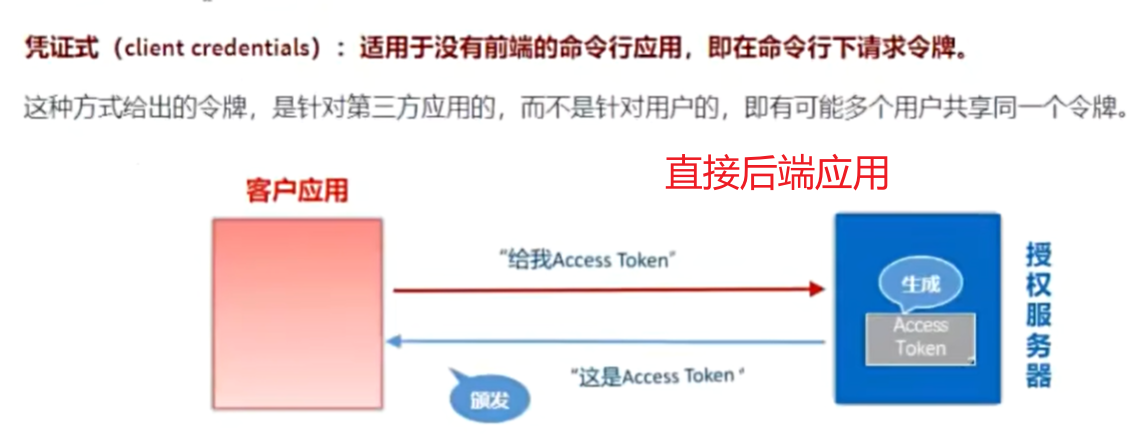 凭证式（client credentials）：适用于没有前端的命令行应用，即在命令行下请求令牌。
这种方式给出的令牌，是针对第三方应用的，而不是针对用户的，即有可能多个用户共享同一个令牌。
直接后端应用
客户应用
“给我Access Token”
生成
Access
Token
授权服务器
“这是Access Token“
颁发